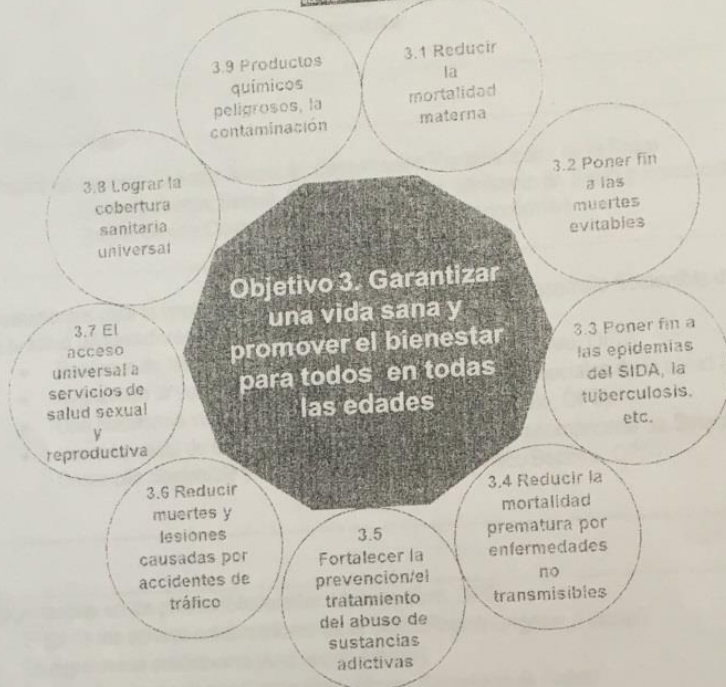 Objetivo 3. Garantizar
una vida sana y
promover el bienestar
para todos en todas
las edades
3.1 Reducir
la
mortalidad
materna
3.2 Poner fin
a las
muertes
evitables
3.3 Poner fin a
las epidemias
del SIDA, la
tuberculosis,
etc.
3.4 Reducir la
mortalidad
prematura por
enfermedades
no
transmisibles
3.5
Fortalecer la
prevencion/el
tratamiento
del abuso de
sustancias
adictivas
3.6 Reducir
muertes y
lesiones
causadas por
accidentes de
tráfico
3.7 El
acceso
universal a
servicios de
salud sexual
y
reproductiva
3.8 Lograr la
cobertura
sanitaria
universal
3.9 Productos
químicos
peligrosos, la
contaminación